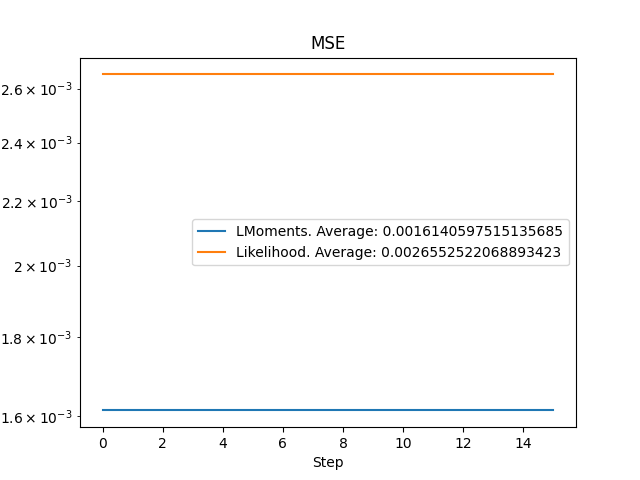 MSE
2.6 × 10⁻³
2.4 × 10⁻³
2.2 × 10⁻³
2 × 10⁻³
1.8 × 10⁻³
1.6 × 10⁻³
LMoments. Average: 0.0016140597515135685
Likelihood. Average: 0.0026552522068893423
0 2 4 6 8 10 12 14
Step